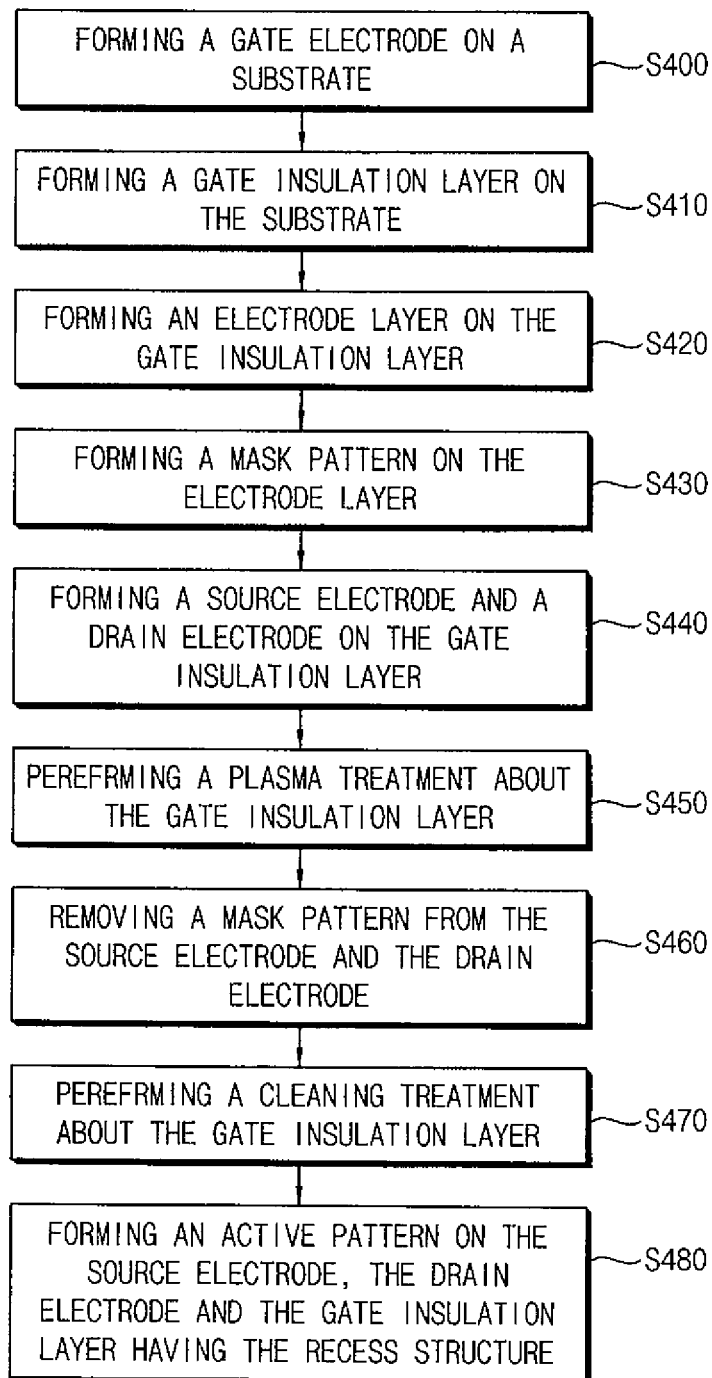 FORMING A GATE ELECTRODE ON A
SUBSTRATE
S400
FORMING A GATE INSULATION LAYER ON
THE SUBSTRATE
S410
FORMING AN ELECTRODE LAYER ON THE
GATE INSULATION LAYER
S420
FORMING A MASK PATTERN ON THE
ELECTRODE LAYER
S430
FORMING A SOURCE ELECTRODE AND A
DRAIN ELECTRODE ON THE GATE
INSULATION LAYER
S440
PEREFRMING A PLASMA TREATMENT ABOUT
THE GATE INSULATION LAYER
S450
REMOVING A MASK PATTERN FROM THE
SOURCE ELECTRODE AND THE DRAIN
ELECTRODE
S460
PEREFRMING A CLEANING TREATMENT
ABOUT THE GATE INSULATION LAYER
S470
FORMING AN ACTIVE PATTERN ON THE
SOURCE ELECTRODE, THE DRAIN
ELECTRODE AND THE GATE INSULATION
LAYER HAVING THE RECESS STRUCTURE
S480